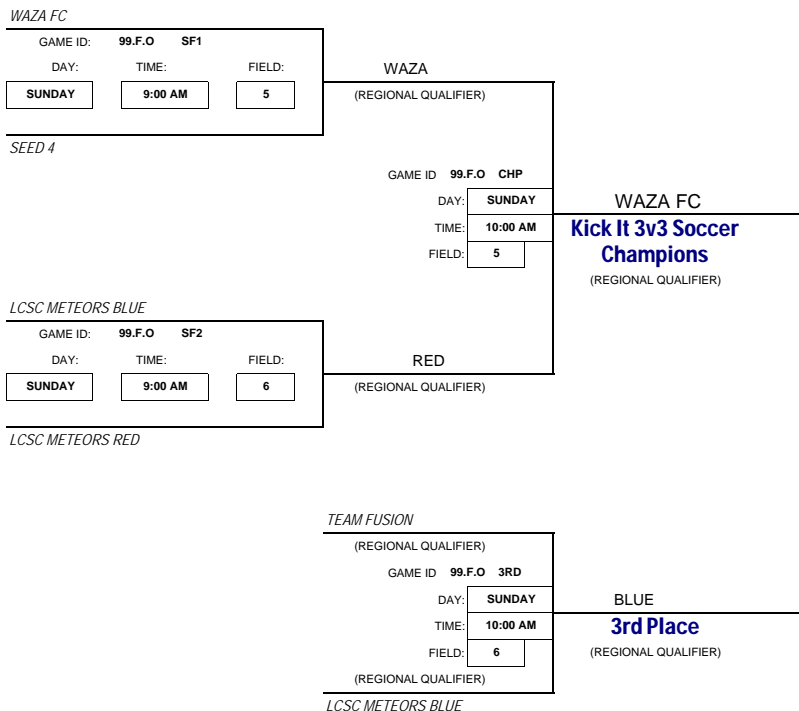 WAZA FC
GAME ID: 99.F.O SF1
DAY: TIME: FIELD:
SUNDAY 9:00 AM 5
WAZA
(REGIONAL QUALIFIER)
SEED 4
GAME ID 99.F.O CHP
DAY: SUNDAY
TIME: 10:00 AM
FIELD: 5
WAZA FC
Kick It 3v3 Soccer
Champions
(REGIONAL QUALIFIER)
LCSC METEORS BLUE
GAME ID: 99.F.O SF2
DAY: TIME: FIELD:
SUNDAY 9:00 AM 6
RED
(REGIONAL QUALIFIER)
LCSC METEORS RED
TEAM FUSION
(REGIONAL QUALIFIER)
GAME ID 99.F.O 3RD
DAY: SUNDAY
TIME: 10:00 AM
FIELD: 6
BLUE
3rd Place
(REGIONAL QUALIFIER)
(REGIONAL QUALIFIER)
LCSC METEORS BLUE